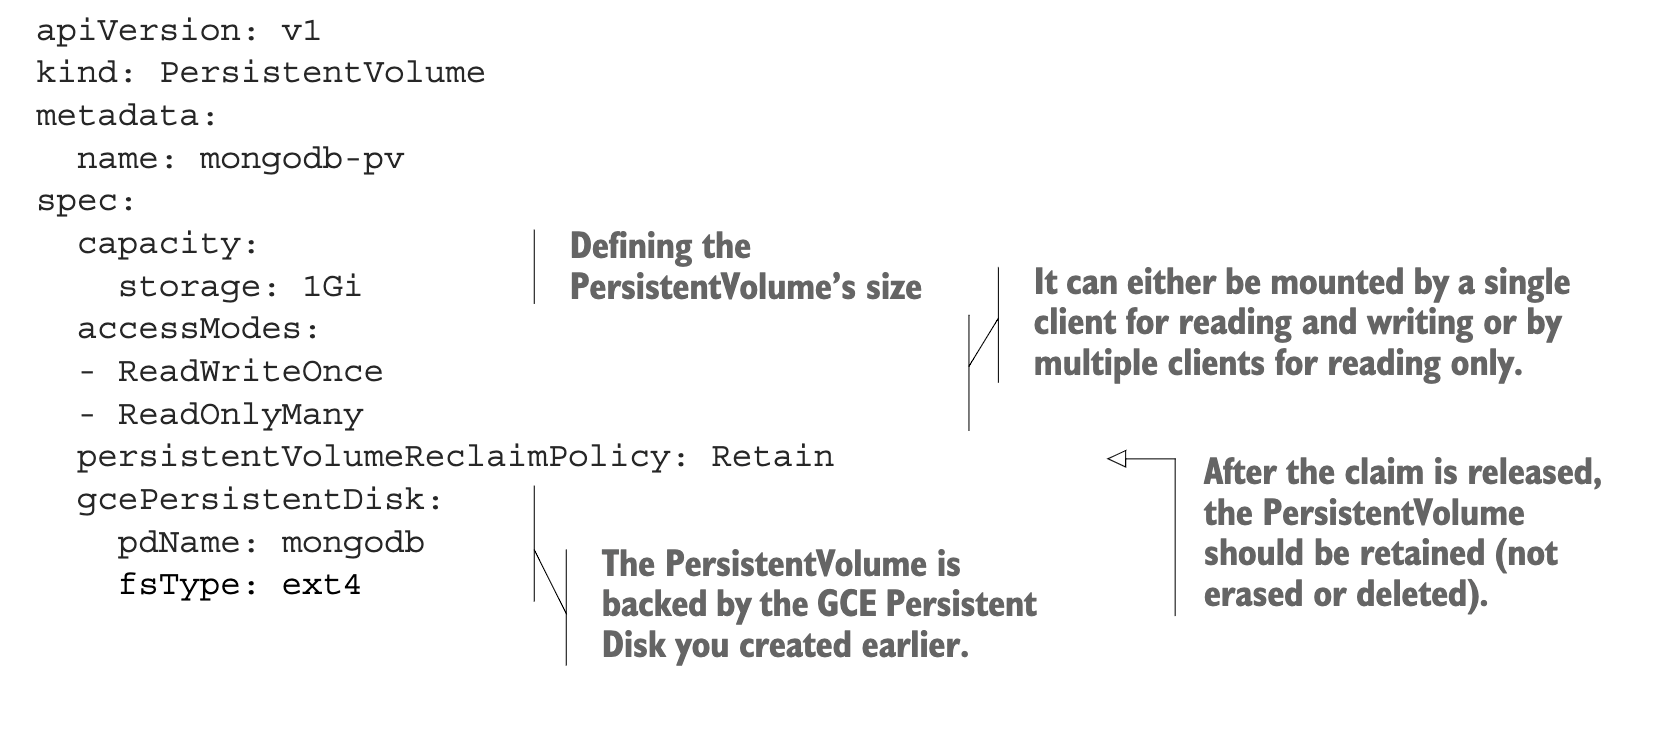 apiVersion: v1
kind: PersistentVolume
metadata:
  name: mongodb-pv
spec:
  capacity:
    storage: 1Gi
  accessModes:
  - ReadWriteOnce
  - ReadOnlyMany
  persistentVolumeReclaimPolicy: Retain
  gcePersistentDisk:
    pdName: mongodb
    fsType: ext4
Defining the
PersistentVolume’s size
It can either be mounted by a single
client for reading and writing or by
multiple clients for reading only.
After the claim is released,
the PersistentVolume
should be retained (not
erased or deleted).
The PersistentVolume is
backed by the GCE Persistent
Disk you created earlier.